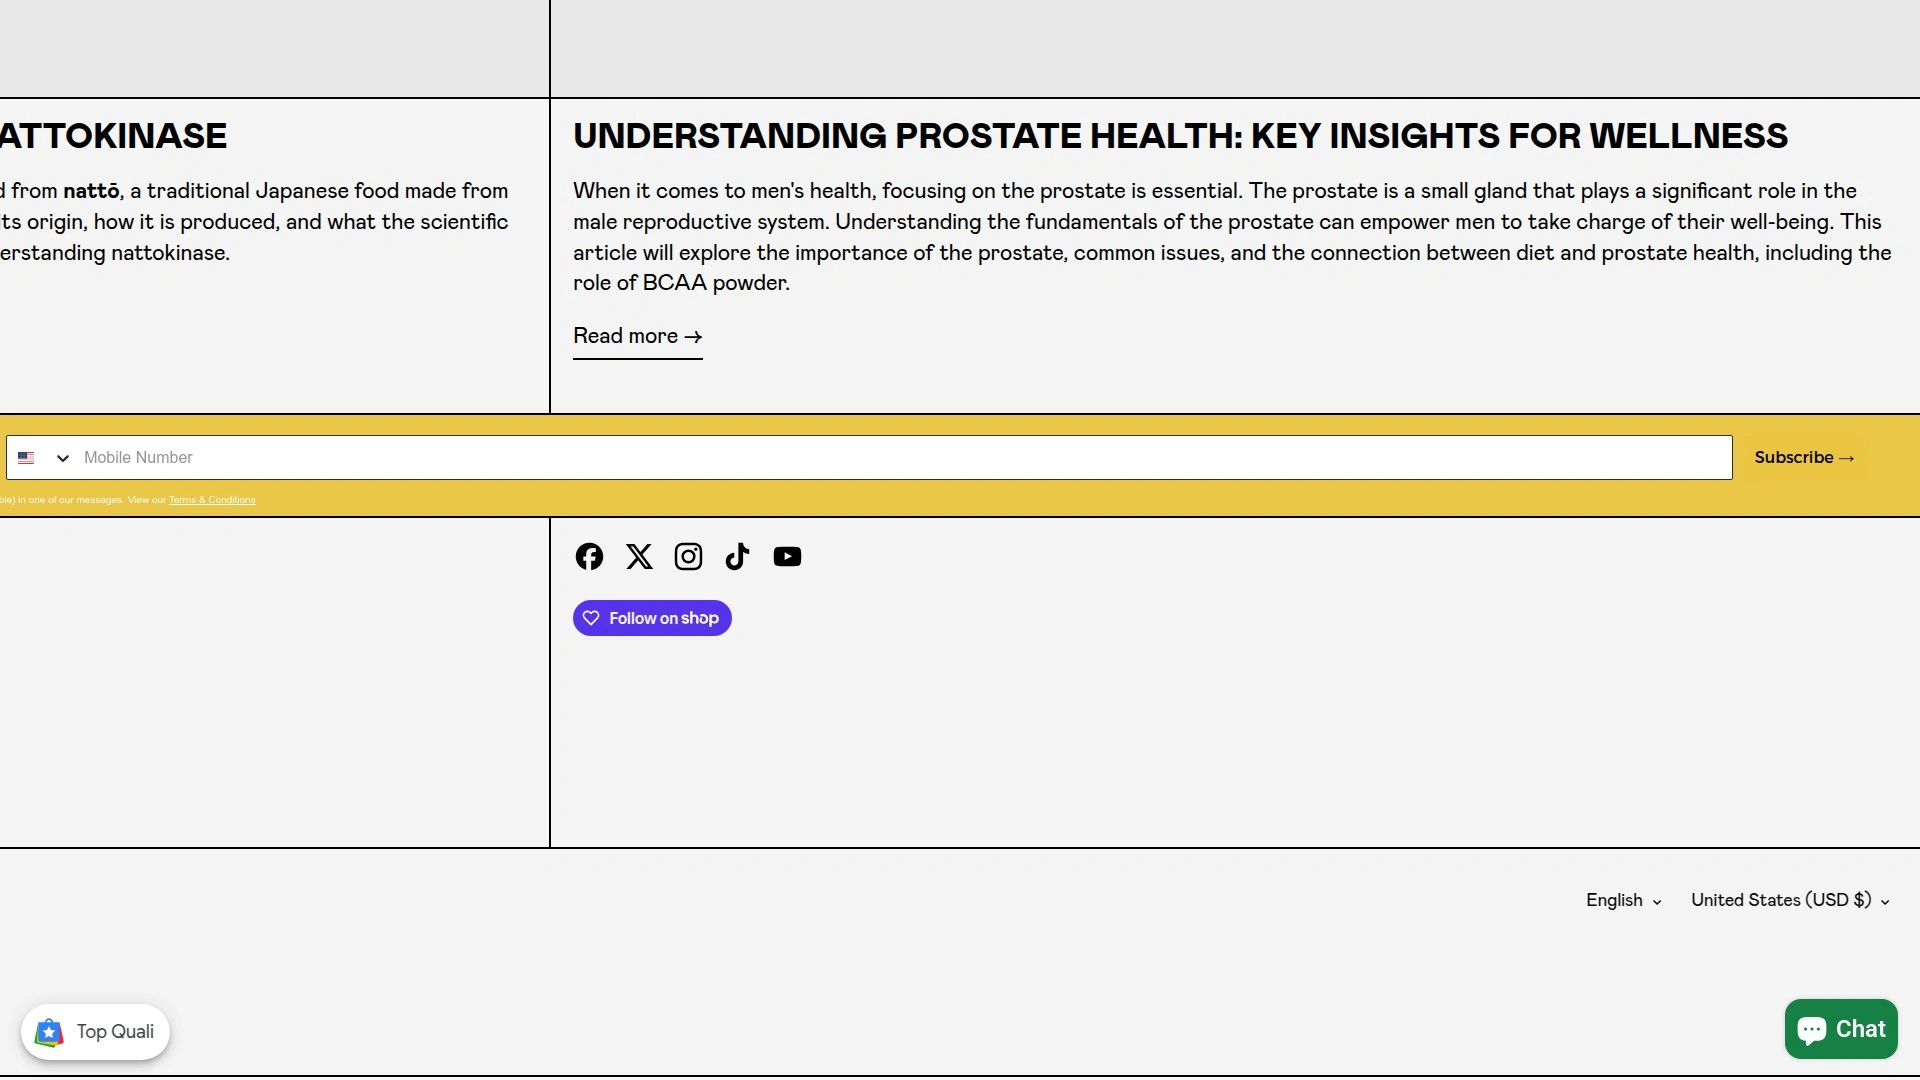 ATTOKINASE
d from nattō, a traditional Japanese food made from
its origin, how it is produced, and what the scientific
erstanding nattokinase.
UNDERSTANDING PROSTATE HEALTH: KEY INSIGHTS FOR WELLNESS
When it comes to men's health, focusing on the prostate is essential. The prostate is a small gland that plays a significant role in the
male reproductive system. Understanding the fundamentals of the prostate can empower men to take charge of their well-being. This
article will explore the importance of the prostate, common issues, and the connection between diet and prostate health, including the
role of BCAA powder.
Read more →
Mobile Number
Subscribe →
ble) in one of our messages. View our Terms & Conditions
Follow on shop
English
United States (USD $)
Top Quali
Chat